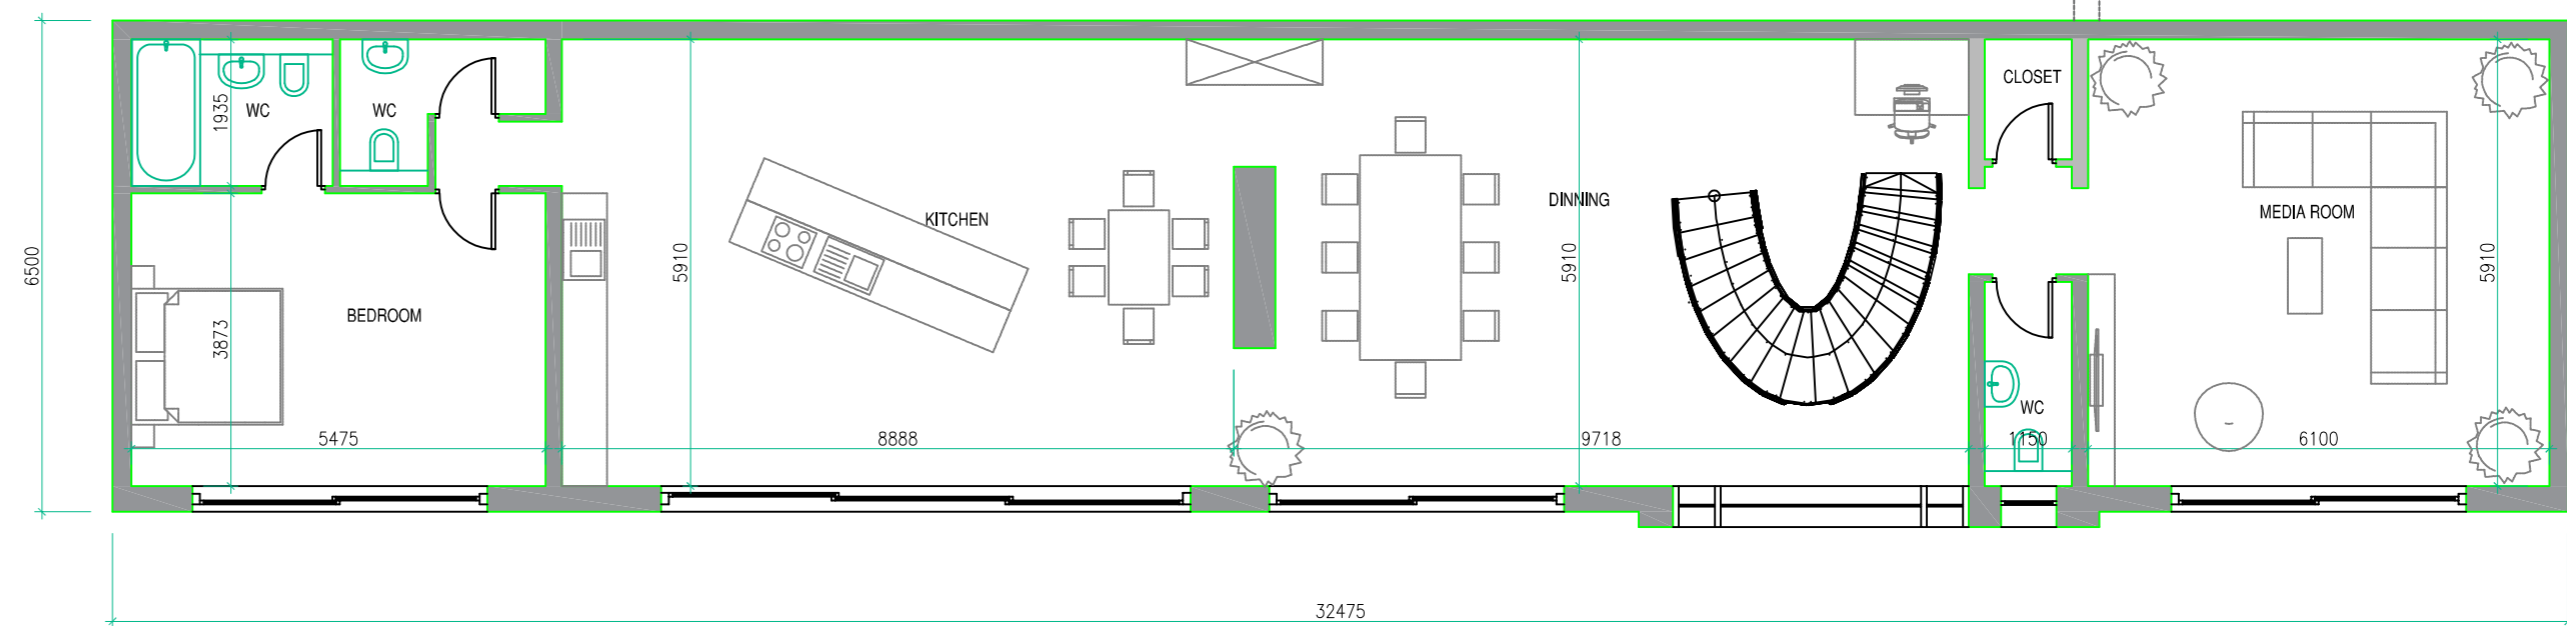 CLOSET
WC
WC
1935
KITCHEN
DINNING
MEDIA ROOM
6500
5910
5910
5910
BEDROOM
3873
WC
5475
8888
9718
1150
6100
32475